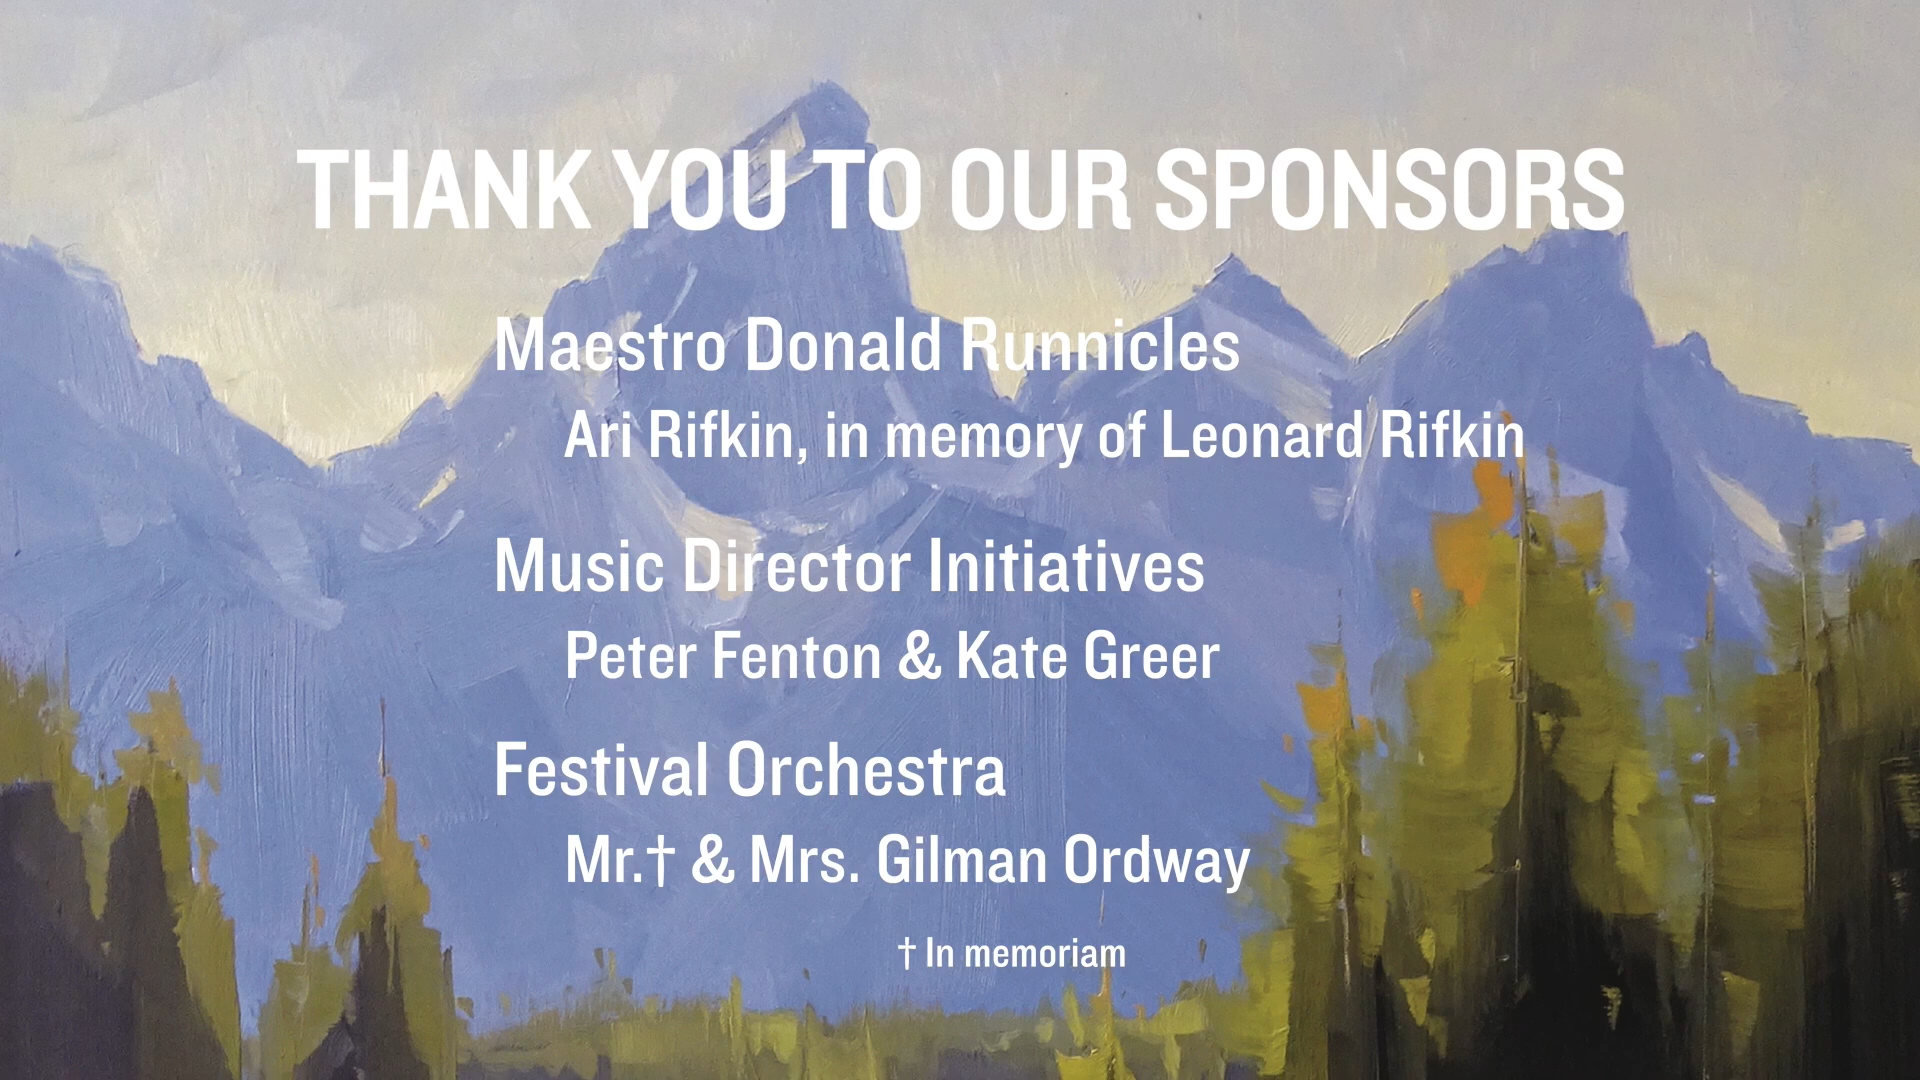 THANK YOU TO OUR SPONSORS
Maestro Donald Runnicles
Ari Rifkin, in memory of Leonard Rifkin
Music Director Initiatives
Peter Fenton & Kate Greer
Festival Orchestra
Mr.† & Mrs. Gilman Ordway
† In memoriam